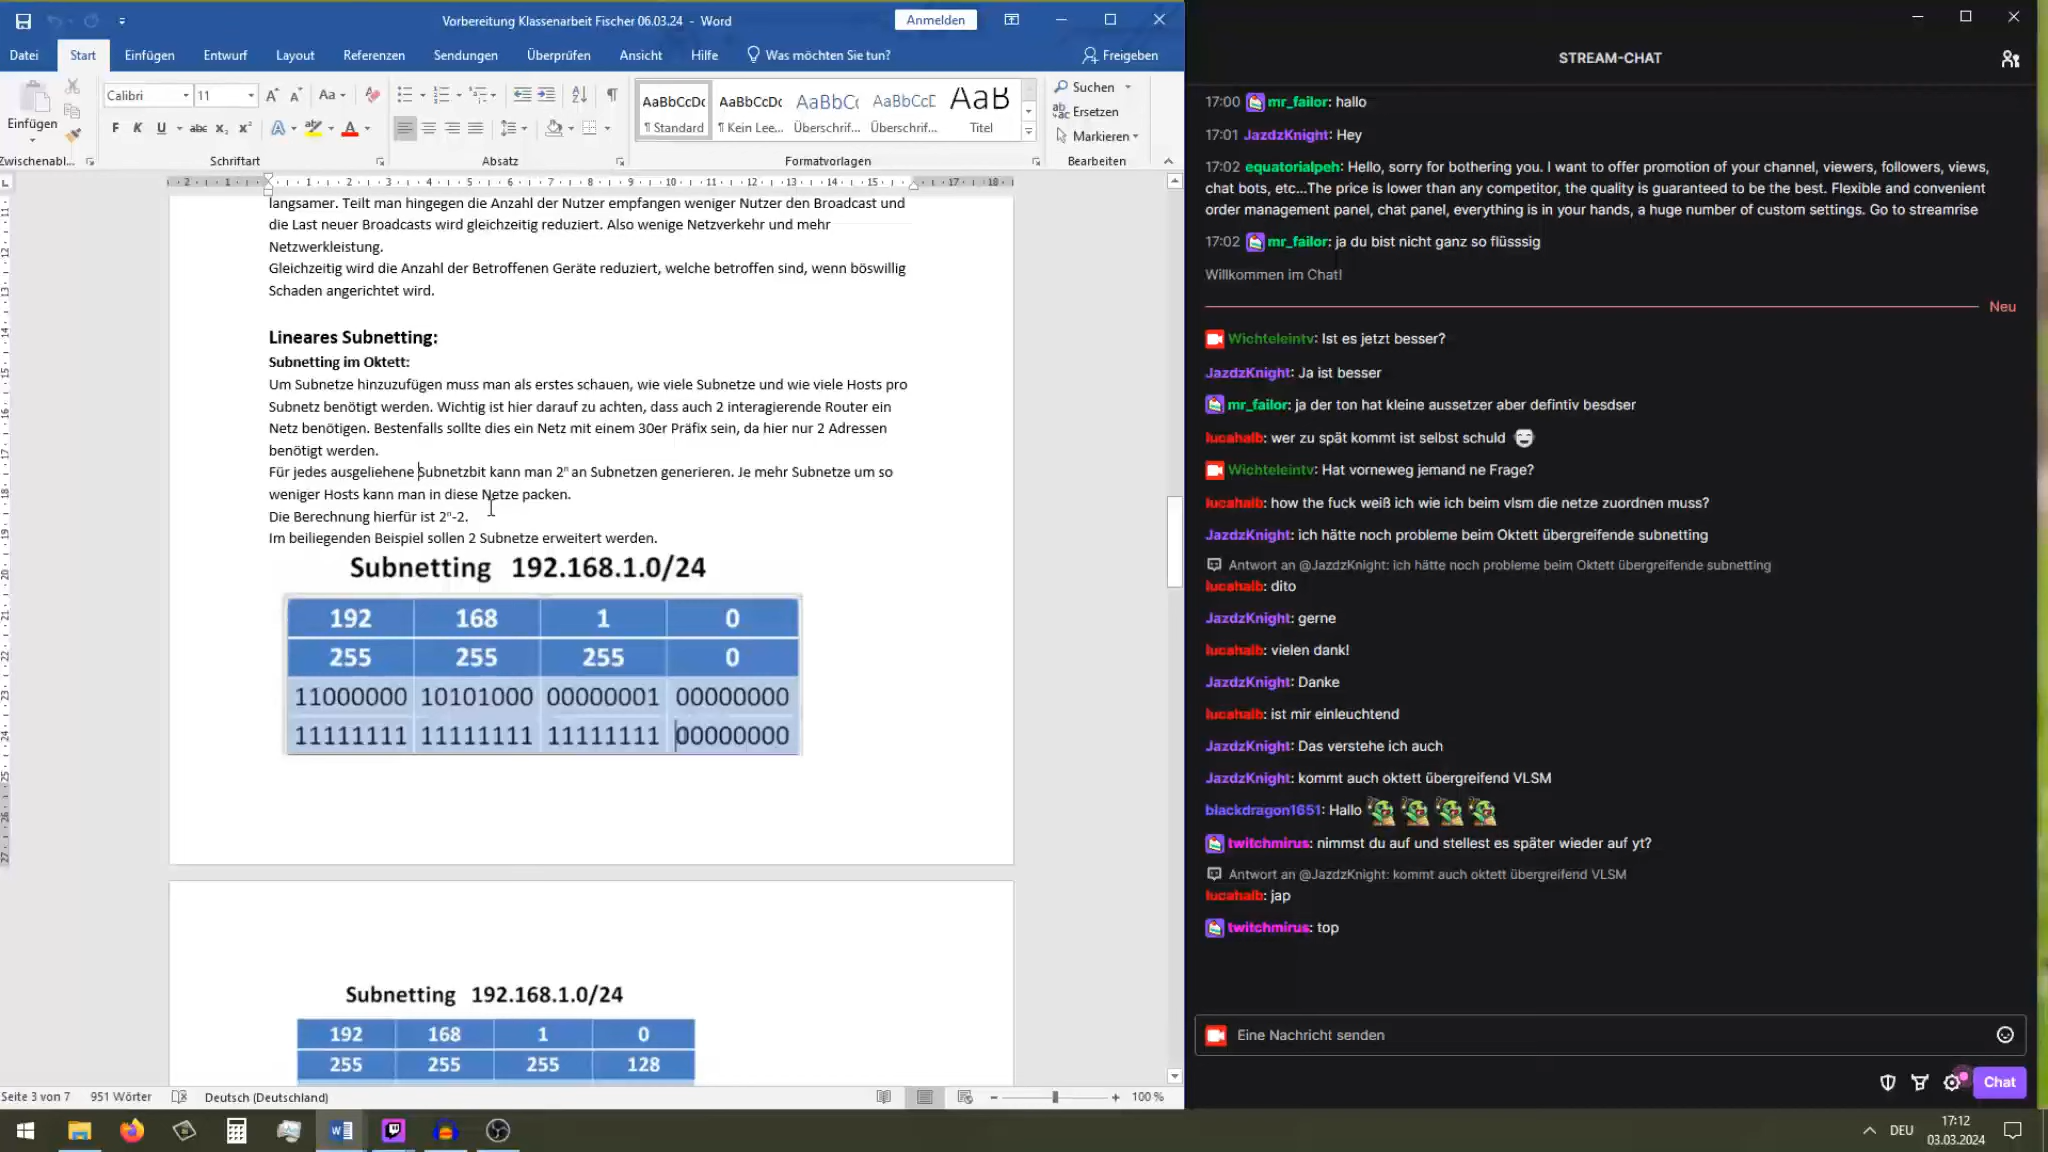 Vorbereitung Klassenarbeit Fischer 06.03.24 - Word
Anmelden
Datei Start Einfügen Entwurf Layout Referenzen Sendungen Überprüfen Ansicht Hilfe Was möchten Sie tun? Freigeben
Einfügen
Calibri 11
AaBbCcDc AaBbCcDc AaBbCc AaBbCcC AaB
¶ Standard ¶ Kein Lee... Überschrif... Überschrif... Titel
Suchen
Ersetzen
Markieren
Zwischenabl... Schriftart Absatz Formatvorlagen Bearbeiten
langsamer. Teilt man hingegen die Anzahl der Nutzer empfangen weniger Nutzer den Broadcast und
die Last neuer Broadcasts wird gleichzeitig reduziert. Also wenige Netzverkehr und mehr
Netzwerkleistung.
Gleichzeitig wird die Anzahl der Betroffenen Geräte reduziert, welche betroffen sind, wenn böswillig
Schaden angerichtet wird.
Lineares Subnetting:
Subnetting im Oktett:
Um Subnetze hinzuzufügen muss man als erstes schauen, wie viele Subnetze und wie viele Hosts pro
Subnetz benötigt werden. Wichtig ist hier darauf zu achten, dass auch 2 interagierende Router ein
Netz benötigen. Bestenfalls sollte dies ein Netz mit einem 30er Präfix sein, da hier nur 2 Adressen
benötigt werden.
Für jedes ausgeliehene Subnetzbit kann man 2ⁿ an Subnetzen generieren. Je mehr Subnetze um so
weniger Hosts kann man in diese Netze packen.
Die Berechnung hierfür ist 2ⁿ-2.
Im beiliegenden Beispiel sollen 2 Subnetze erweitert werden.
Subnetting 192.168.1.0/24
192 168 1 0
255 255 255 0
11000000 10101000 00000001 00000000
11111111 11111111 11111111 00000000
Subnetting 192.168.1.0/24
192 168 1 0
255 255 255 128
Seite 3 von 7 951 Wörter Deutsch (Deutschland) 100 %
STREAM-CHAT
17:00 mr_failor: hallo
17:01 JazdzKnight: Hey
17:02 equatorialpeh: Hello, sorry for bothering you. I want to offer promotion of your channel, viewers, followers, views,
chat bots, etc...The price is lower than any competitor, the quality is guaranteed to be the best. Flexible and convenient
order management panel, chat panel, everything is in your hands, a huge number of custom settings. Go to streamrise
17:02 mr_failor: ja du bist nicht ganz so flüsssig
Willkommen im Chat!
Neu
Wichteleintv: Ist es jetzt besser?
JazdzKnight: Ja ist besser
mr_failor: ja der ton hat kleine aussetzer aber defintiv besdser
lucahalb: wer zu spät kommt ist selbst schuld
Wichteleintv: Hat vorneweg jemand ne Frage?
lucahalb: how the fuck weiß ich wie ich beim vlsm die netze zuordnen muss?
JazdzKnight: ich hätte noch probleme beim Oktett übergreifende subnetting
Antwort an @JazdzKnight: ich hätte noch probleme beim Oktett übergreifende subnetting
lucahalb: dito
JazdzKnight: gerne
lucahalb: vielen dank!
JazdzKnight: Danke
lucahalb: ist mir einleuchtend
JazdzKnight: Das verstehe ich auch
JazdzKnight: kommt auch oktett übergreifend VLSM
blackdragon1651: Hallo
twitchmirus: nimmst du auf und stellest es später wieder auf yt?
Antwort an @JazdzKnight: kommt auch oktett übergreifend VLSM
lucahalb: jap
twitchmirus: top
Eine Nachricht senden
Chat
DEU
17:12
03.03.2024